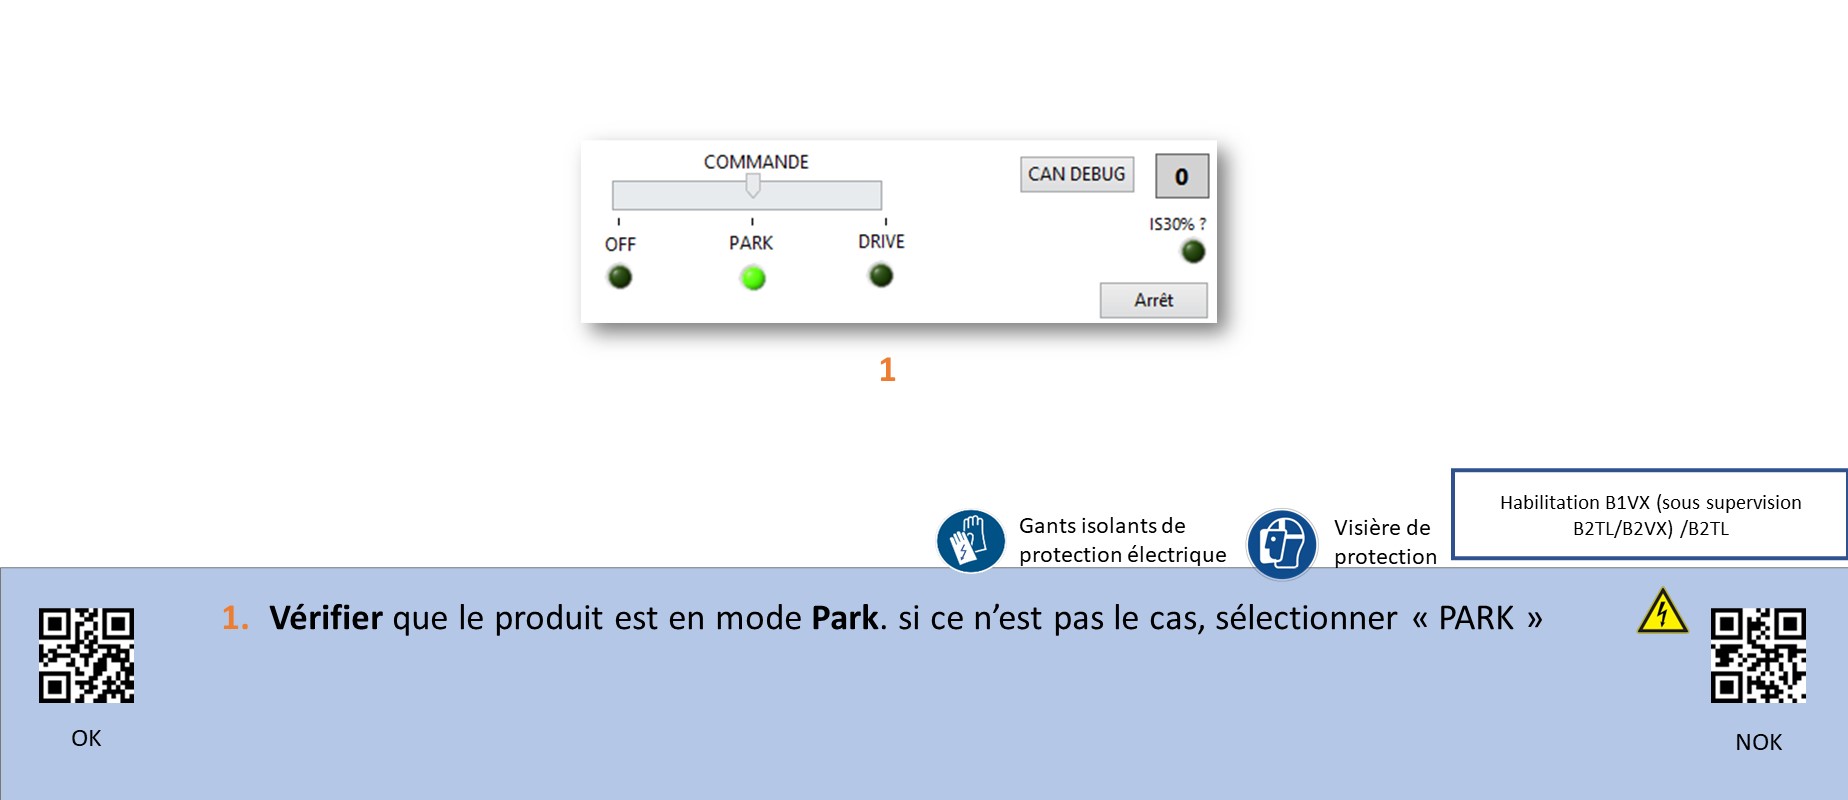 COMMANDE
CAN DEBUG
0
IS30% ?
OFF
PARK
DRIVE
Arrêt
1
Gants isolants de
protection électrique
Visière de
protection
Habilitation B1VX (sous supervision
B2TL/B2VX) /B2TL
1. Vérifier que le produit est en mode Park. si ce n’est pas le cas, sélectionner « PARK »
OK
NOK